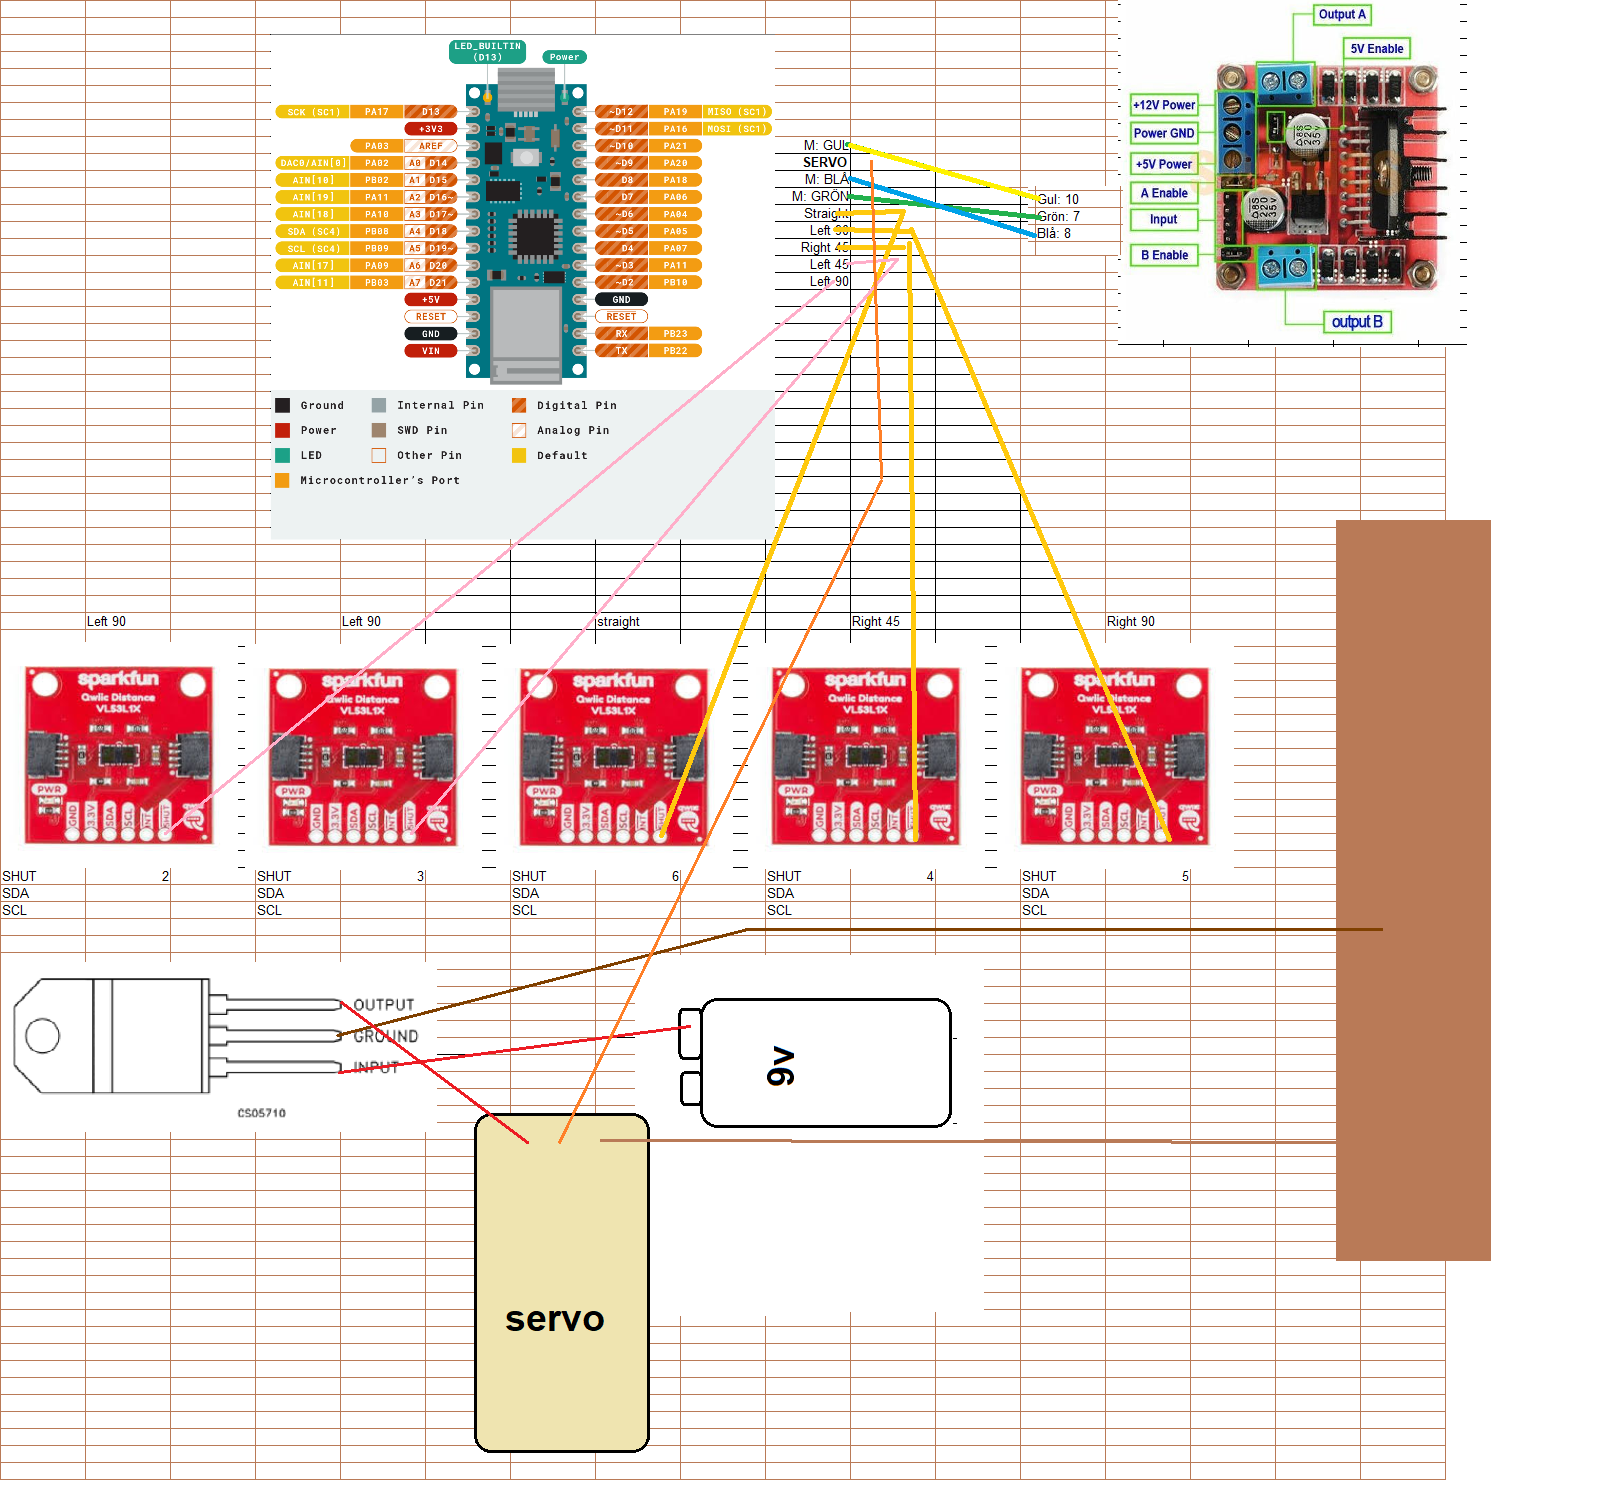 LED_BUILTIN
(D13)
Power
SCK (SC1) PA17 D13
+3V3
PA03 AREF
DAC0/AIN[0] PA02 A0 D14
AIN[10] PB02 A1 D15
AIN[19] PA11 A2 D16~
AIN[18] PA10 A3 D17~
SDA (SC4) PB08 A4 D18
SCL (SC4) PB09 A5 D19~
AIN[17] PA09 A6 D20
AIN[11] PB03 A7 D21
+5V
RESET
GND
VIN
~D12 PA19 MISO (SC1)
~D11 PA16 MOSI (SC1)
~D10 PA21
~D9 PA20
D8 PA18
D7 PA06
~D6 PA04
~D5 PA05
D4 PA07
~D3 PA11
~D2 PB10
GND
RESET
RX PB23
TX PB22
Ground
Internal Pin
Digital Pin
Power
SWD Pin
Analog Pin
LED
Other Pin
Default
Microcontroller's Port
M: GUL
SERVO
M: BLÅ
M: GRÖN
Straight
Left 90
Right 45
Left 45
Left 90
Gul: 10
Grön: 7
Blå: 8
Output A
5V Enable
+12V Power
Power GND
+5V Power
A Enable
Input
B Enable
output B
Left 90
Left 90
straight
Right 45
Right 90
sparkfun
Qwiic Distance
VL53L1X
PWR
GND
3.3V
SDA
SCL
INT
SHUT
sparkfun
Qwiic Distance
VL53L1X
PWR
GND
3.3V
SDA
SCL
INT
SHUT
sparkfun
Qwiic Distance
VL53L1X
PWR
GND
3.3V
SDA
SCL
INT
SHUT
sparkfun
Qwiic Distance
VL53L1X
PWR
GND
3.3V
SDA
SCL
INT
sparkfun
Qwiic Distance
VL53L1X
PWR
GND
3.3V
SDA
SCL
INT
SHUT 2
SDA
SCL
SHUT 3
SDA
SCL
SHUT 6
SDA
SCL
SHUT 4
SDA
SCL
SHUT 5
SDA
SCL
OUTPUT
GROUND
INPUT
CS05710
9v
servo